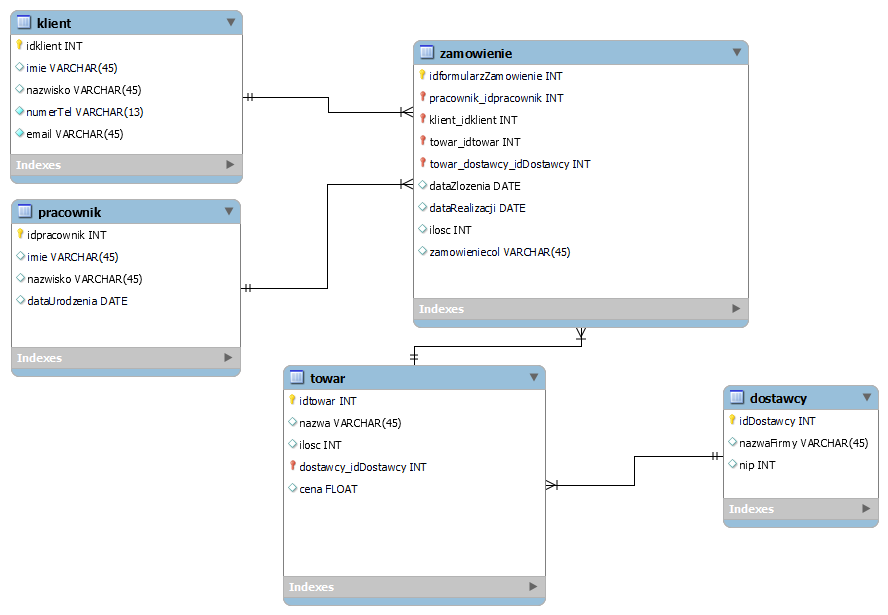 klient
idklient INT
imie VARCHAR(45)
nazwisko VARCHAR(45)
numerTel VARCHAR(13)
email VARCHAR(45)
Indexes
pracownik
idpracownik INT
imie VARCHAR(45)
nazwisko VARCHAR(45)
dataUrodzenia DATE
Indexes
zamowienie
idformularzZamowienie INT
pracownik_idpracownik INT
klient_idklient INT
towar_idtowar INT
towar_dostawcy_idDostawcy INT
dataZlozenia DATE
dataRealizacji DATE
ilosc INT
zamowieniecol VARCHAR(45)
Indexes
towar
idtowar INT
nazwa VARCHAR(45)
ilosc INT
dostawcy_idDostawcy INT
cena FLOAT
Indexes
dostawcy
idDostawcy INT
nazwaFirmy VARCHAR(45)
nip INT
Indexes